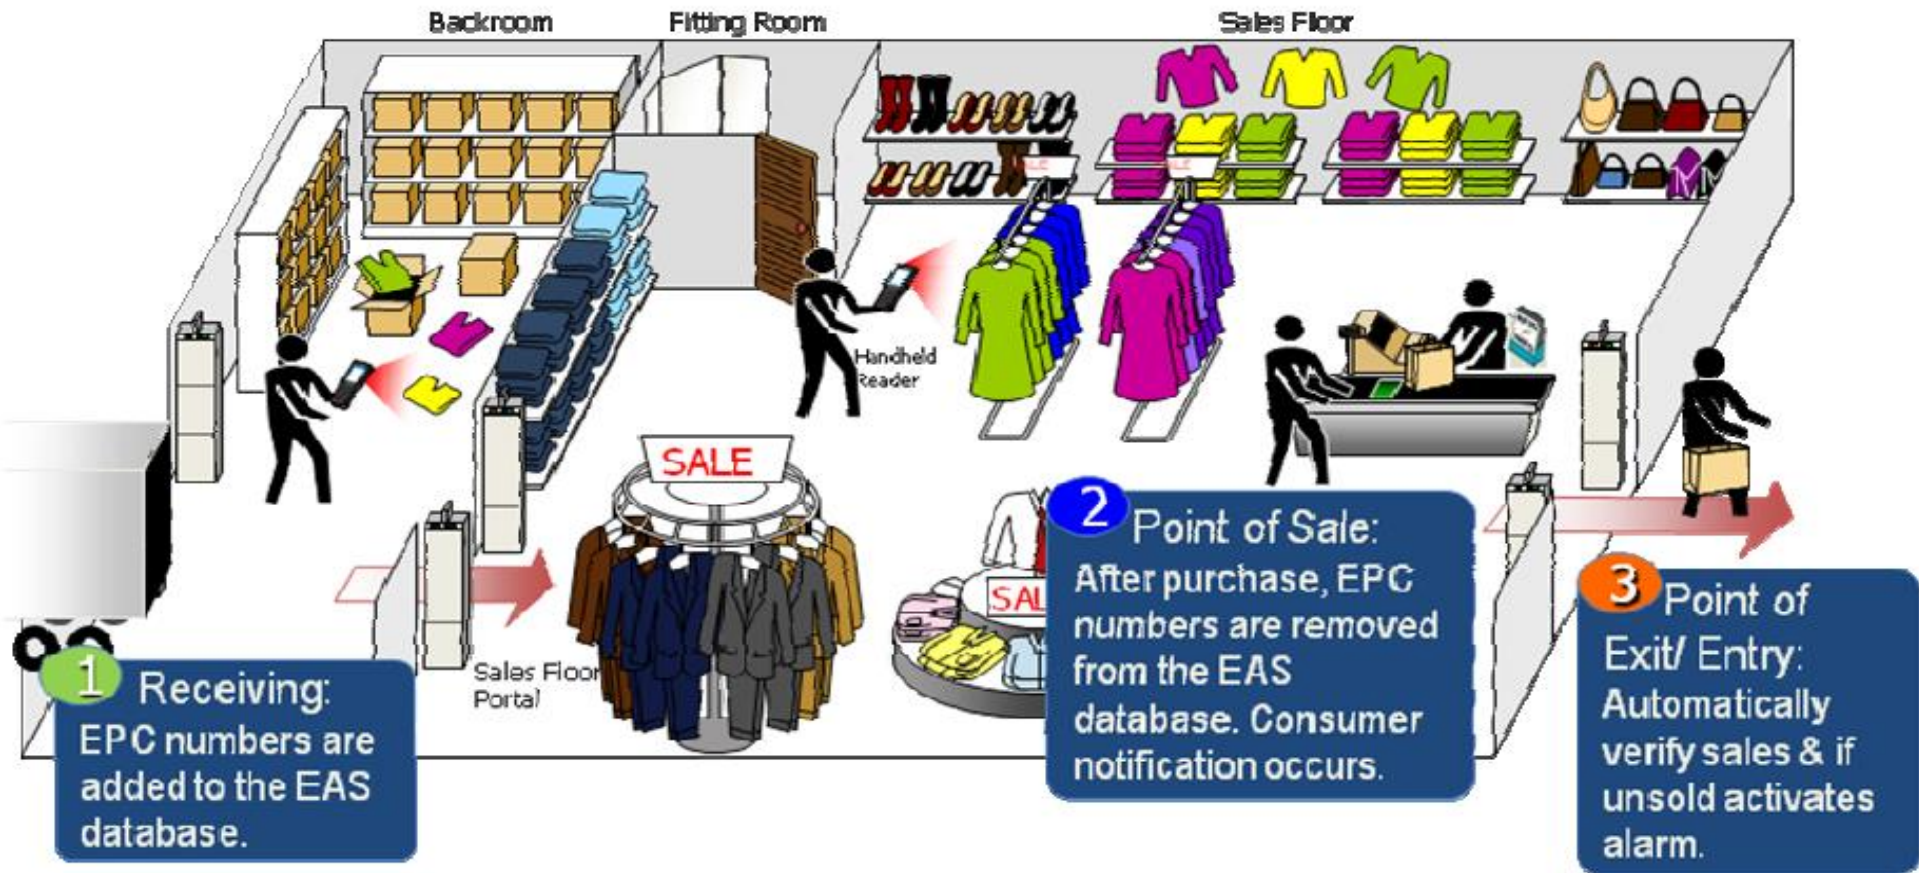 Backroom
Fitting Room
Sales Floor
Handheld
Reader
SALE
Sales Floor
Portal
1 Receiving:
EPC numbers are
added to the EAS
database.
2 Point of Sale:
After purchase, EPC
numbers are removed
from the EAS
database. Consumer
notification occurs.
3 Point of
Exit/ Entry:
Automatically
verify sales & if
unsold activates
alarm.